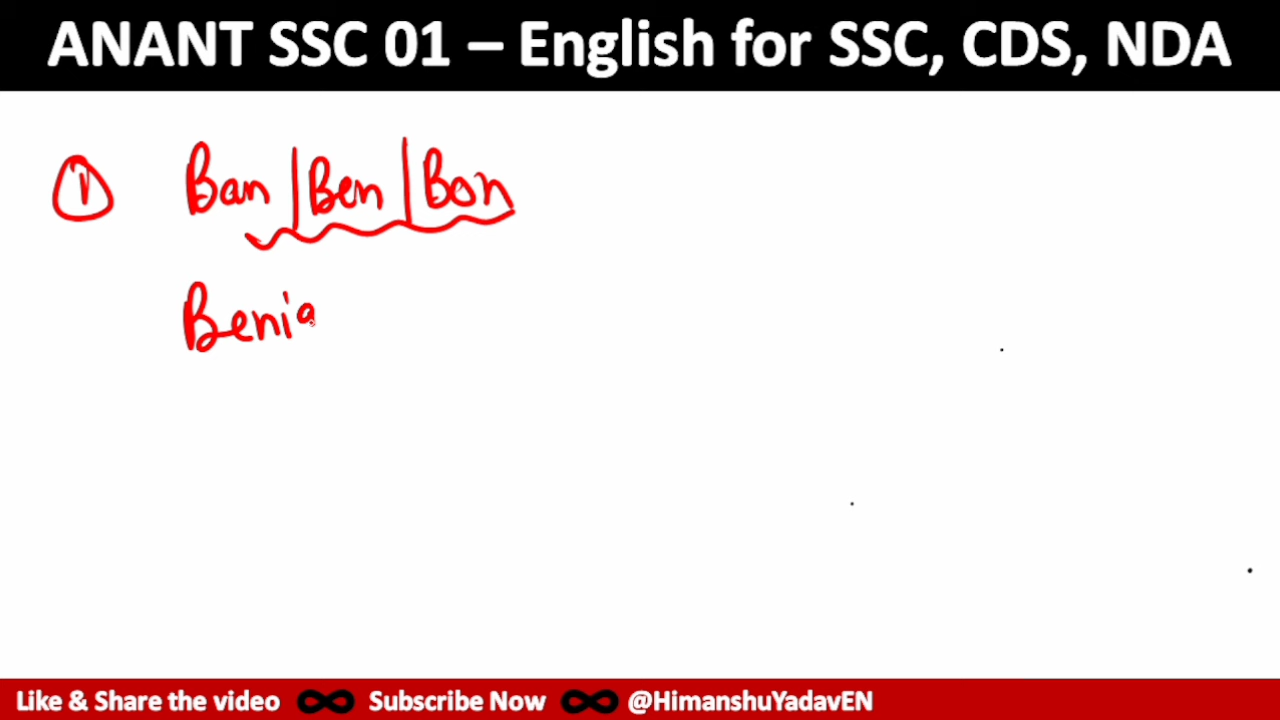 ANANT SSC 01 – English for SSC, CDS, NDA
① Ban | Ben | Bon
Like & Share the video ∞ Subscribe Now ∞ @HimanshuYadavEN